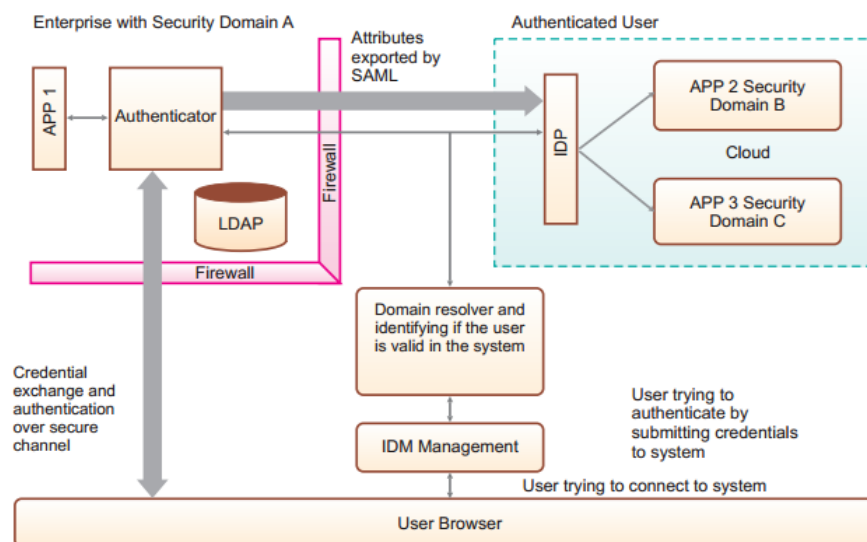 Enterprise with Security Domain A
Attributes
exported by
SAML
Authenticated User
APP 1
Authenticator
LDAP
Firewall
Firewall
IDP
APP 2 Security
Domain B
Cloud
APP 3 Security
Domain C
Domain resolver and
identifying if the user
is valid in the system
Credential
exchange and
authentication
over secure
channel
IDM Management
User trying to
authenticate by
submitting credentials
to system
User trying to connect to system
User Browser